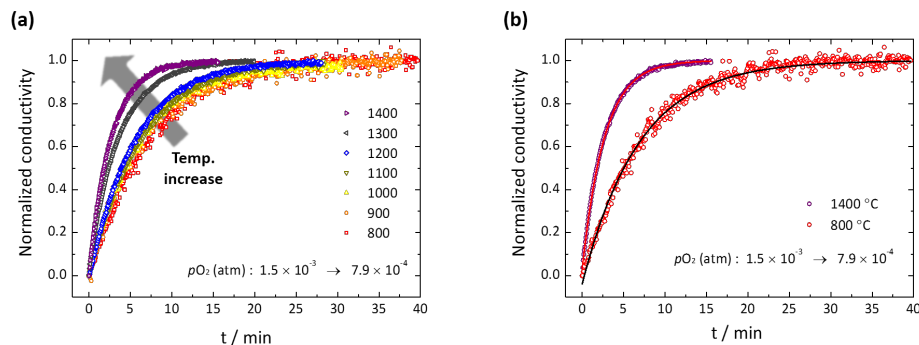 (a)
Normalized conductivity
1.0
0.8
0.6
0.4
0.2
0.0
Temp.
increase
1400
1300
1200
1100
1000
900
800
pO₂ (atm) : 1.5 × 10⁻³ → 7.9 × 10⁻⁴
0 5 10 15 20 25 30 35 40
t / min
(b)
Normalized conductivity
1.0
0.8
0.6
0.4
0.2
0.0
1400 °C
800 °C
pO₂ (atm) : 1.5 × 10⁻³ → 7.9 × 10⁻⁴
0 5 10 15 20 25 30 35 40
t / min